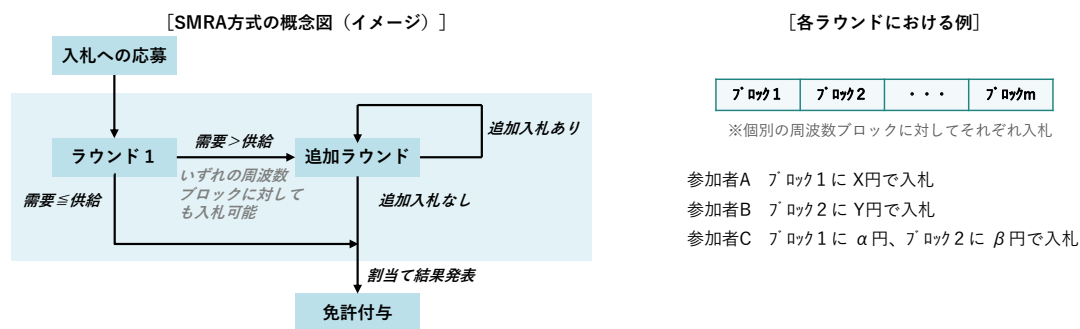 [SMRA方式の概念図（イメージ）]
入札への応募
ラウンド１
需要＞供給
追加ラウンド
追加入札あり
いずれの周波数
ブロックに対して
も入札可能
需要≦供給
追加入札なし
割当て結果発表
免許付与
[各ラウンドにおける例]
ﾌﾞﾛｯｸ1 ﾌﾞﾛｯｸ2 ・・・ ﾌﾞﾛｯｸm
※個別の周波数ブロックに対してそれぞれ入札
参加者A ﾌﾞﾛｯｸ1に X円で入札
参加者B ﾌﾞﾛｯｸ2に Y円で入札
参加者C ﾌﾞﾛｯｸ1に α円、ﾌﾞﾛｯｸ2に β円で入札